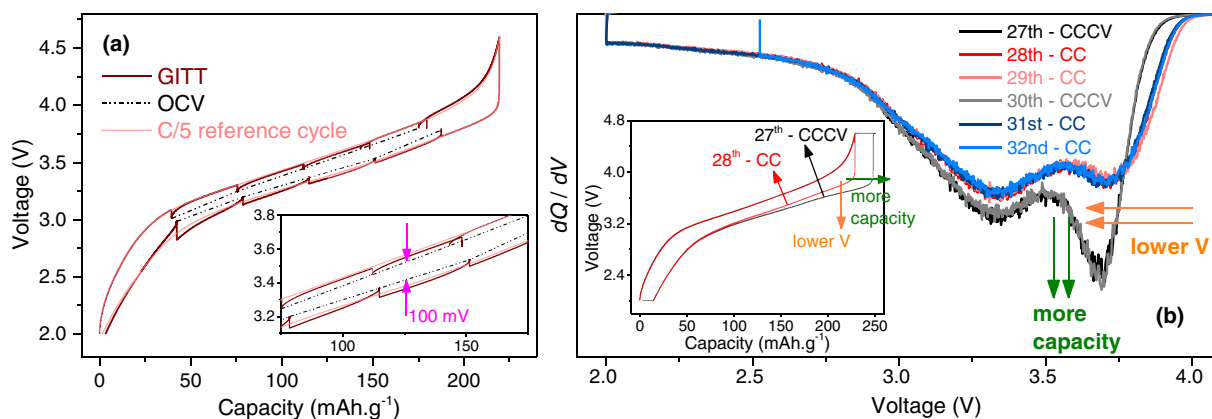 (a)
GITT
OCV
C/5 reference cycle
Voltage (V)
4.5
4.0
3.5
3.0
2.5
2.0
0
50
100
150
200
Capacity (mAh.g⁻¹)
3.8
3.6
3.4
3.2
100
150
100 mV
dQ / dV
27th - CCCV
28th - CC
29th - CC
30th - CCCV
31st - CC
32nd - CC
4.8
3.6
2.4
Voltage (V)
0
50
100
150
200
250
Capacity (mAh.g⁻¹)
27ᵗʰ - CCCV
28ᵗʰ - CC
more
capacity
lower V
lower V
more
capacity
(b)
2.0
2.5
3.0
3.5
4.0
Voltage (V)